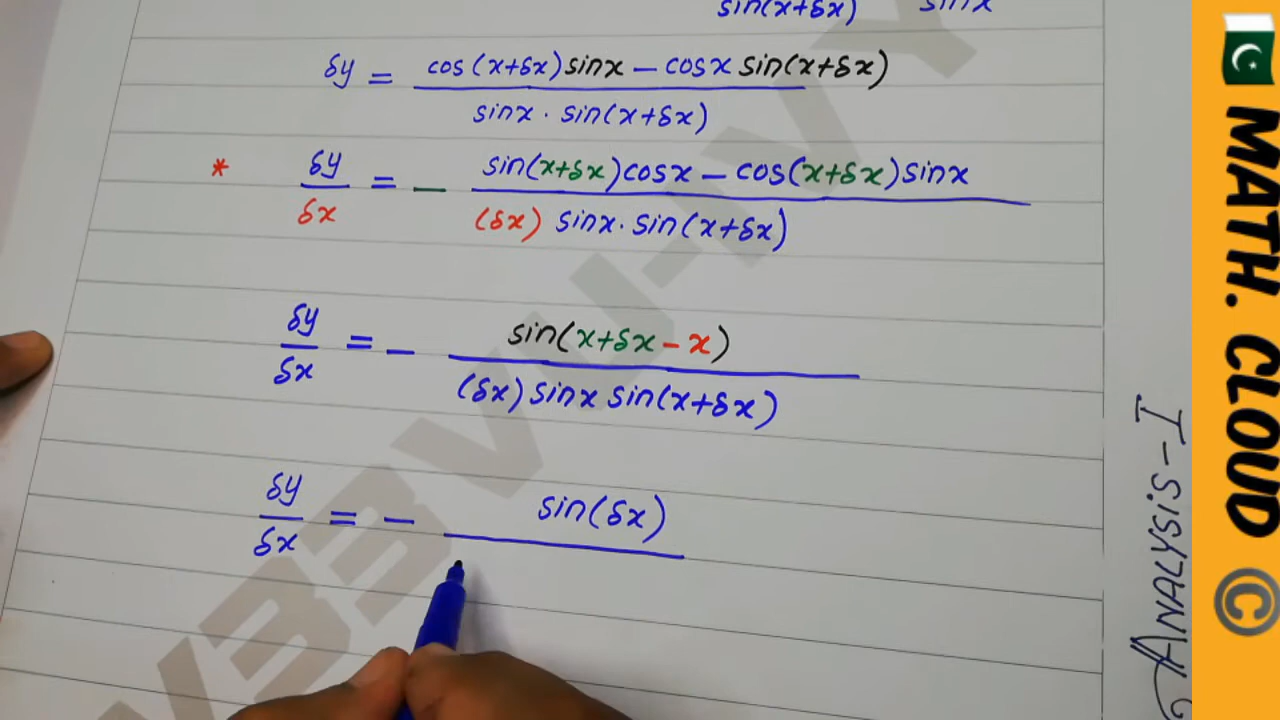 sin(x+δx) sinx
δy = cos(x+δx)sinx – cosx sin(x+δx) / sinx · sin(x+δx)
* δy/δx = – sin(x+δx)cosx – cos(x+δx)sinx / (δx) sinx · sin(x+δx)
δy/δx = – sin(x+δx–x) / (δx) sinx sin(x+δx)
δy/δx = – sin(δx)
ANALYSIS-I
MATH. CLOUD ©